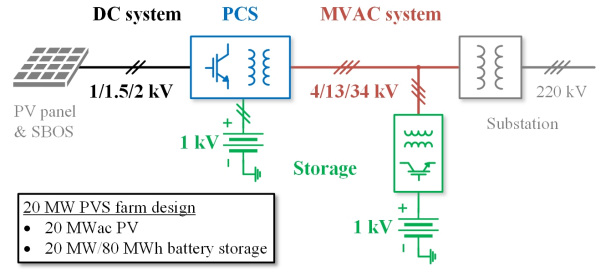 DC system
PCS
MVAC system
1/1.5/2 kV
4/13/34 kV
220 kV
PV panel
& SBOS
Substation
+
1 kV
-
Storage
+
1 kV
-
20 MW PVS farm design
• 20 MWac PV
• 20 MW/80 MWh battery storage